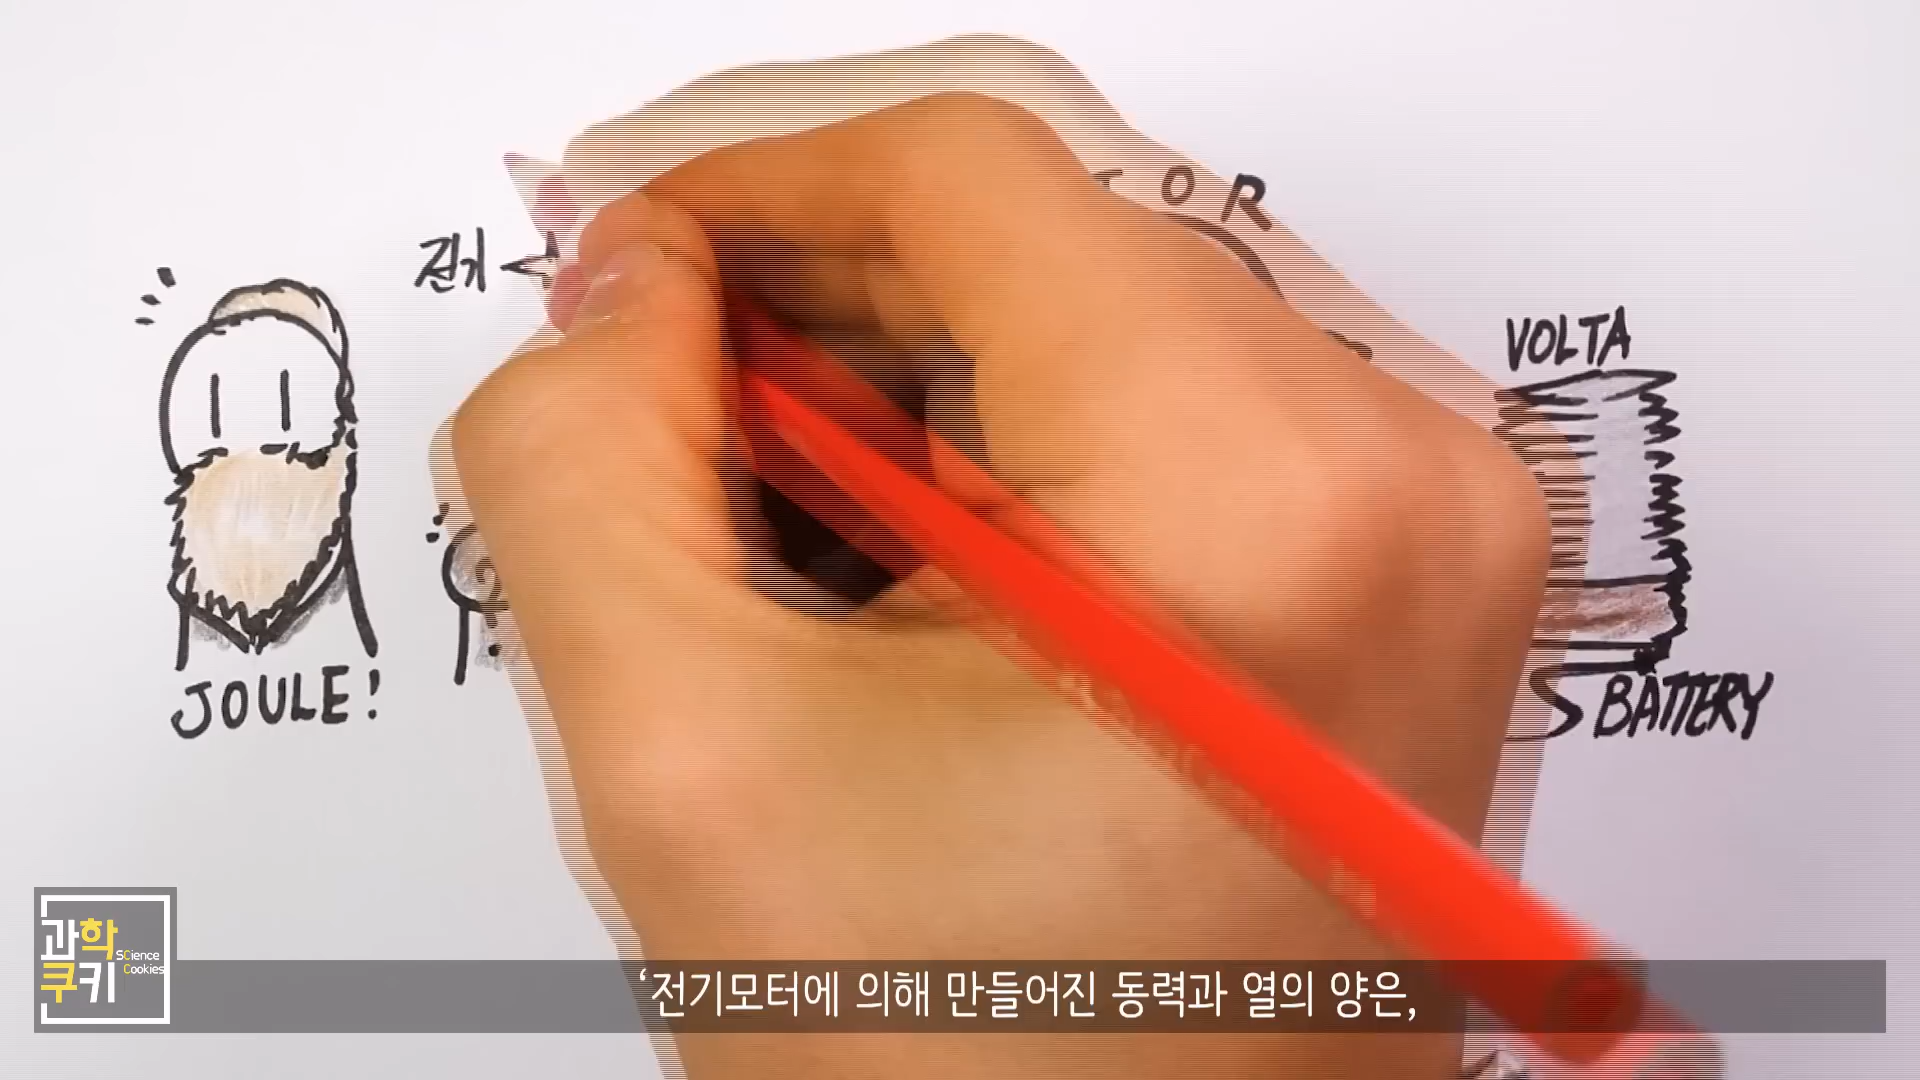 TOR
전기
VOLTA
JOULE!
BATTERY
과학
쿠키
Science
Cookies
‘전기모터에 의해 만들어진 동력과 열의 양은,